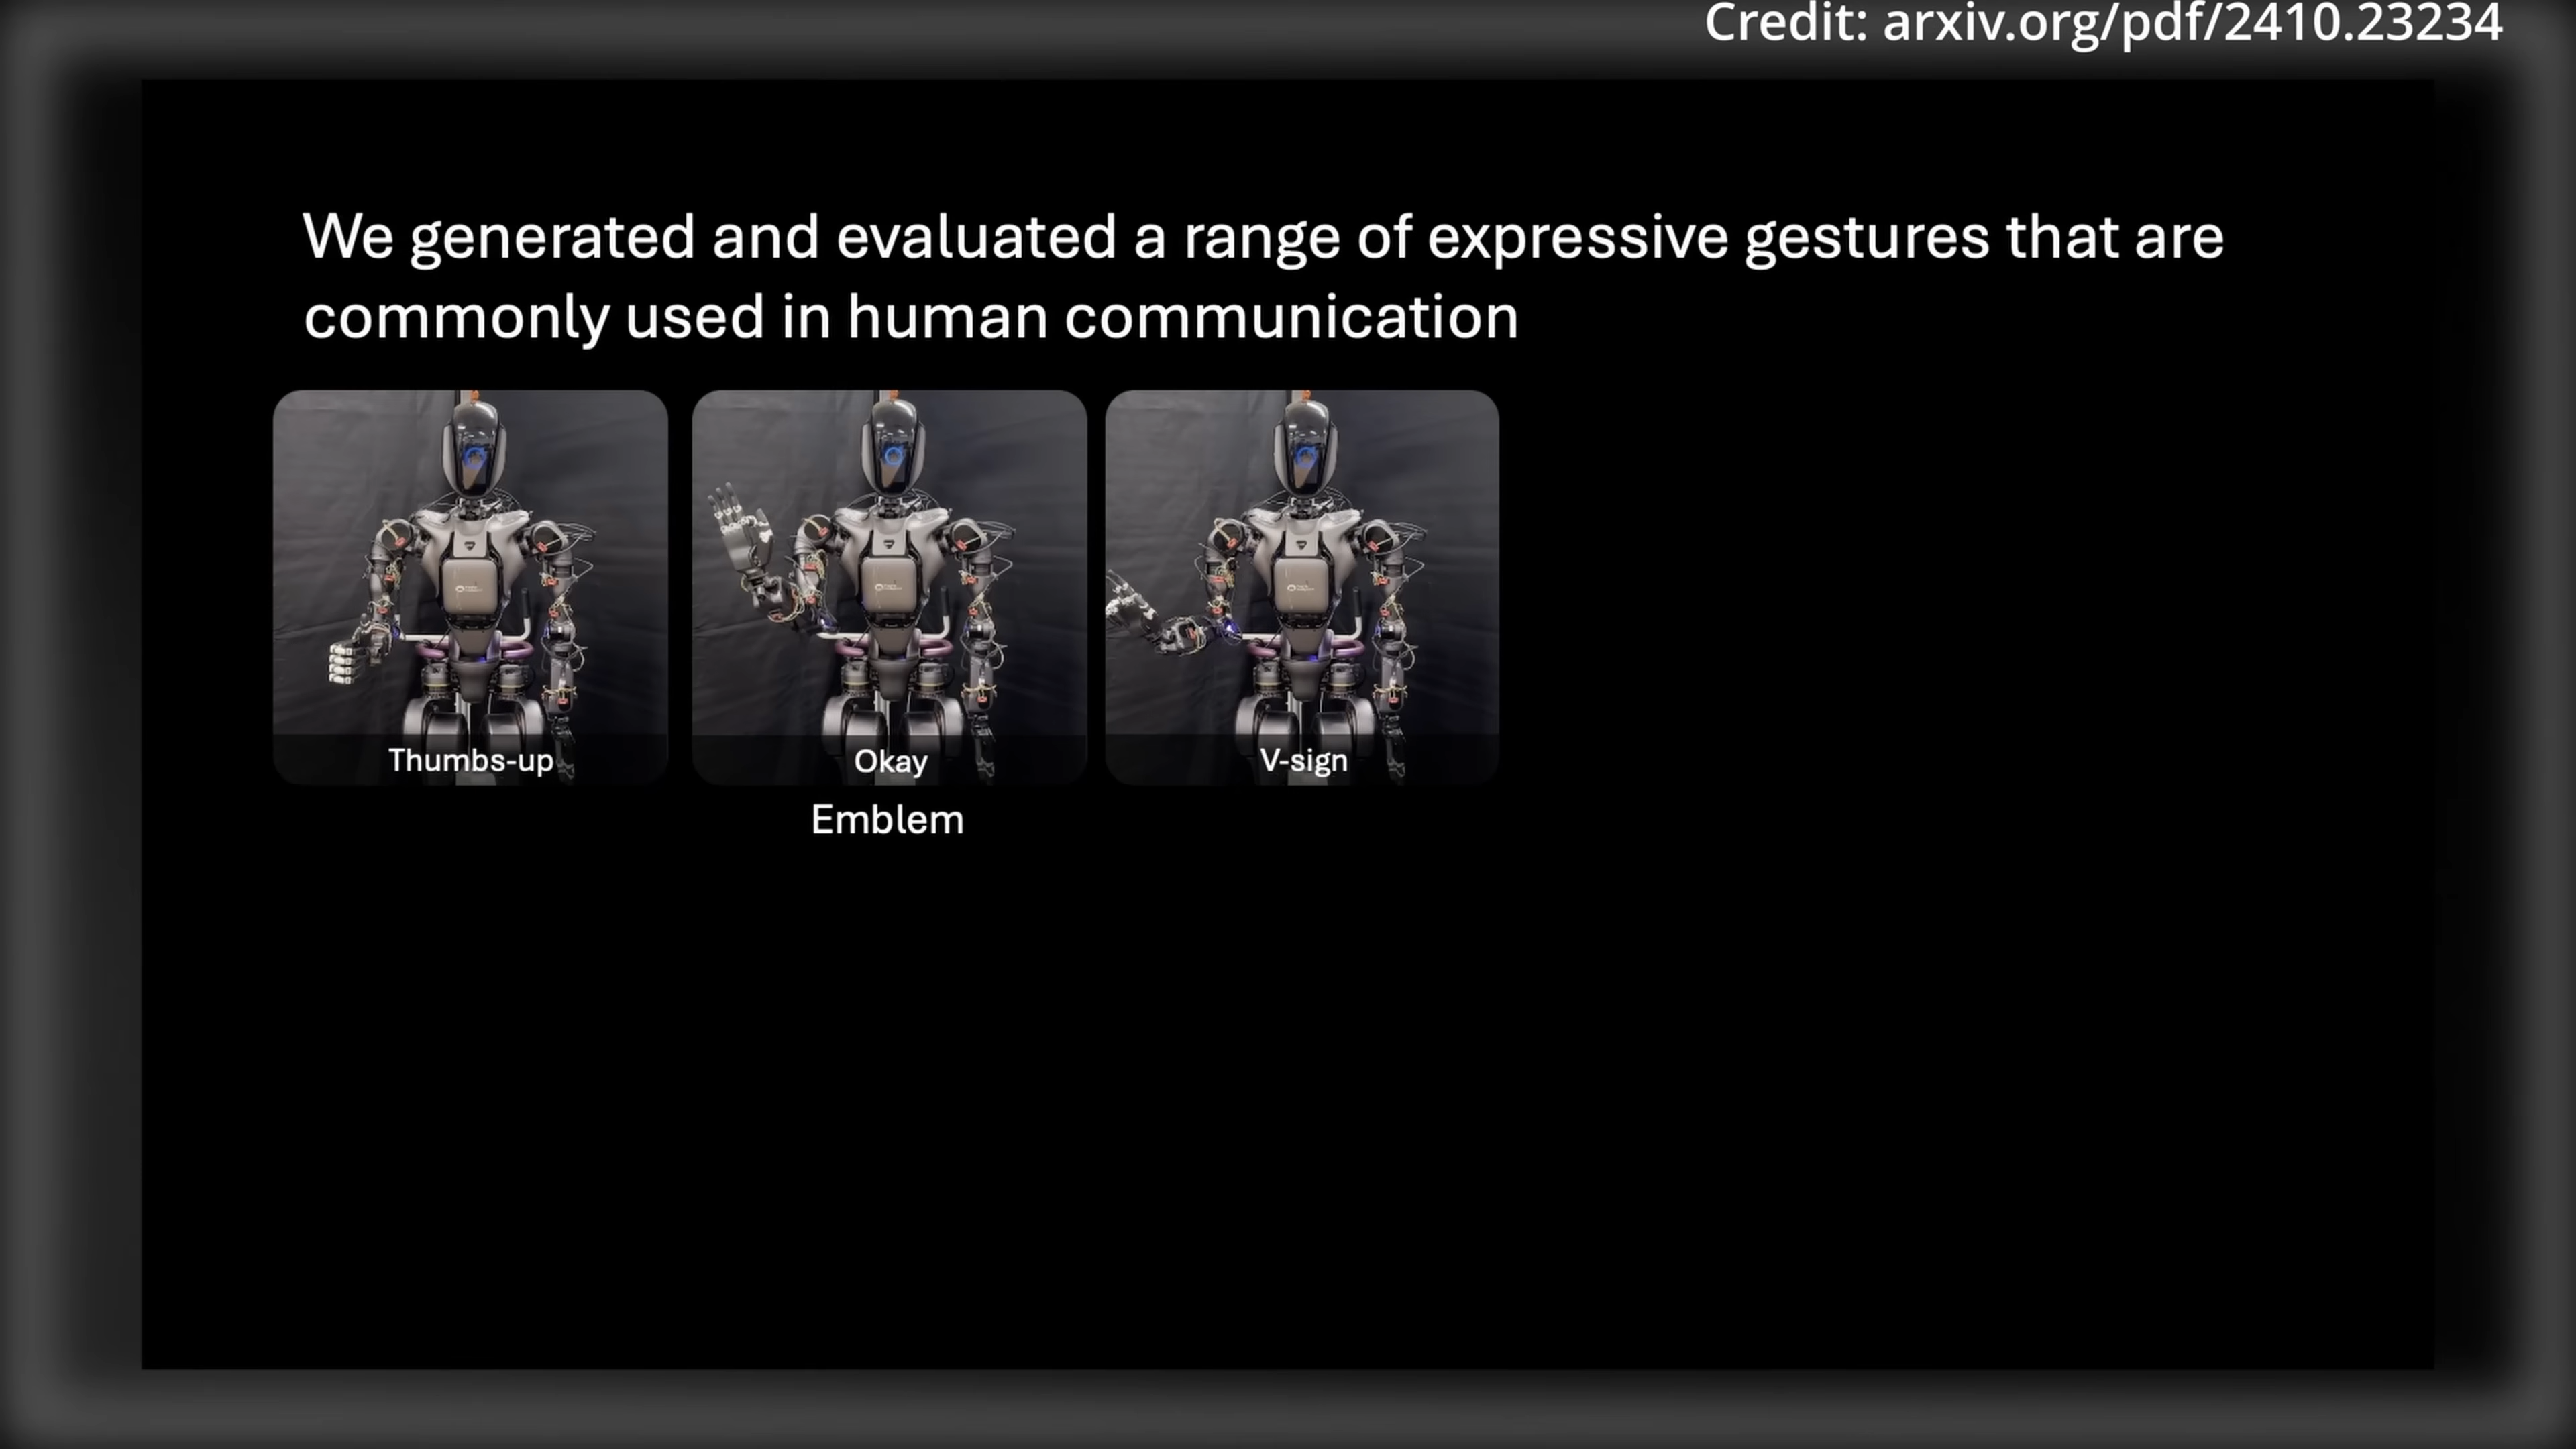 Credit: arxiv.org/pdf/2410.23234
We generated and evaluated a range of expressive gestures that are
commonly used in human communication
Thumbs-up
Okay
V-sign
Emblem